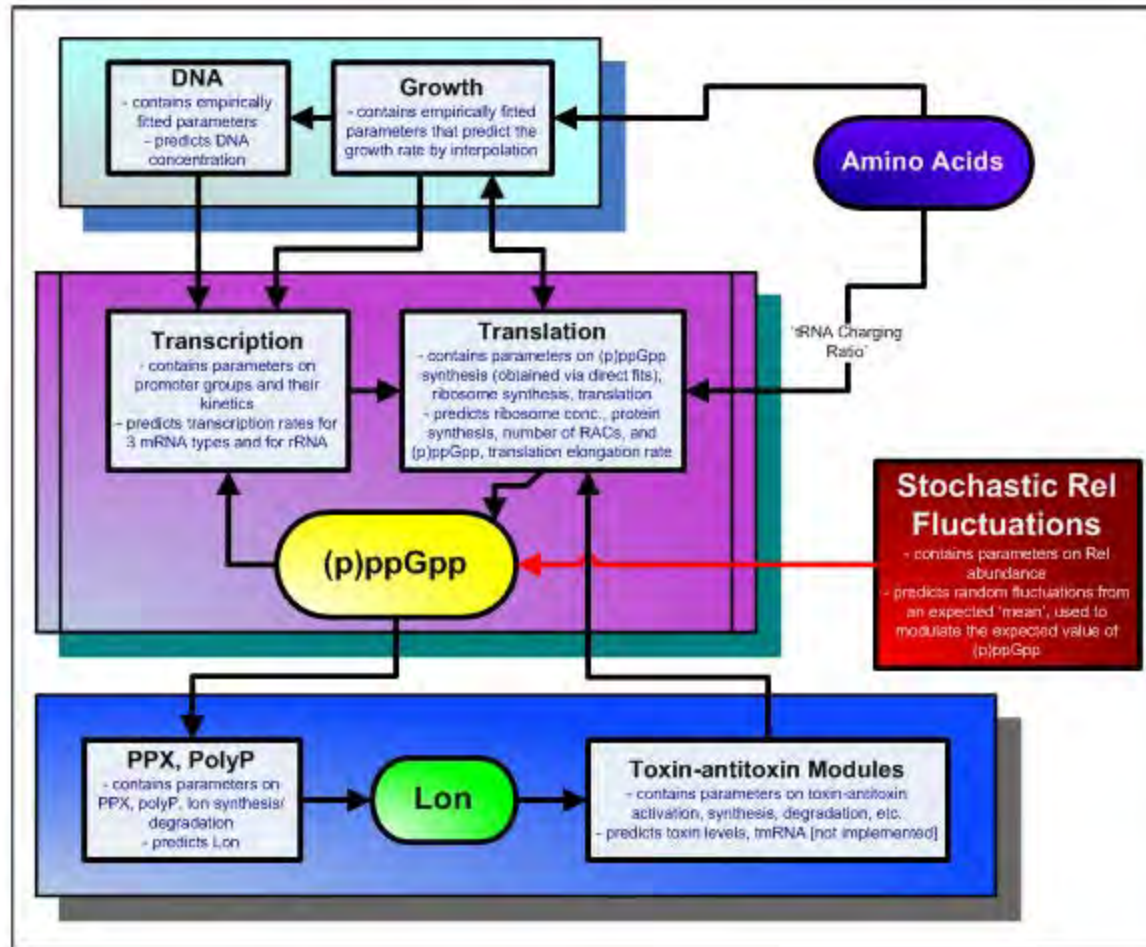 DNA
- contains empirically
fitted parameters
- predicts DNA
concentration
Growth
- contains empirically fitted
parameters that predict the
growth rate by interpolation
Amino Acids
Transcription
- contains parameters on
promoter groups and their
kinetics
- predicts transcription rates for
3 mRNA types and for rRNA
Translation
- contains parameters on (p)ppGpp
synthesis (obtained via direct fits),
ribosome synthesis, translation
- predicts ribosome conc., protein
synthesis, number of RACs, and
(p)ppGpp, translation elongation rate
'tRNA Charging
Ratio'
(p)ppGpp
Stochastic Rel
Fluctuations
- contains parameters on Rel
abundance
- predicts random fluctuations from
an expected 'mean', used to
modulate the expected value of
(p)ppGpp
PPX, PolyP
- contains parameters on
PPX, polyP, lon synthesis/
degradation
- predicts Lon
Lon
Toxin-antitoxin Modules
- contains parameters on toxin-antitoxin
activation, synthesis, degradation, etc.
- predicts toxin levels, tmRNA [not implemented]